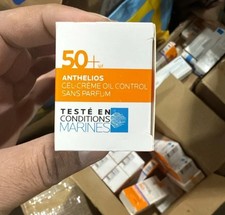 50+
ANTHELIOS
GEL-CRÈME OIL CONTROL
SANS PARFUM
TESTÉ EN
CONDITIONS
MARINES